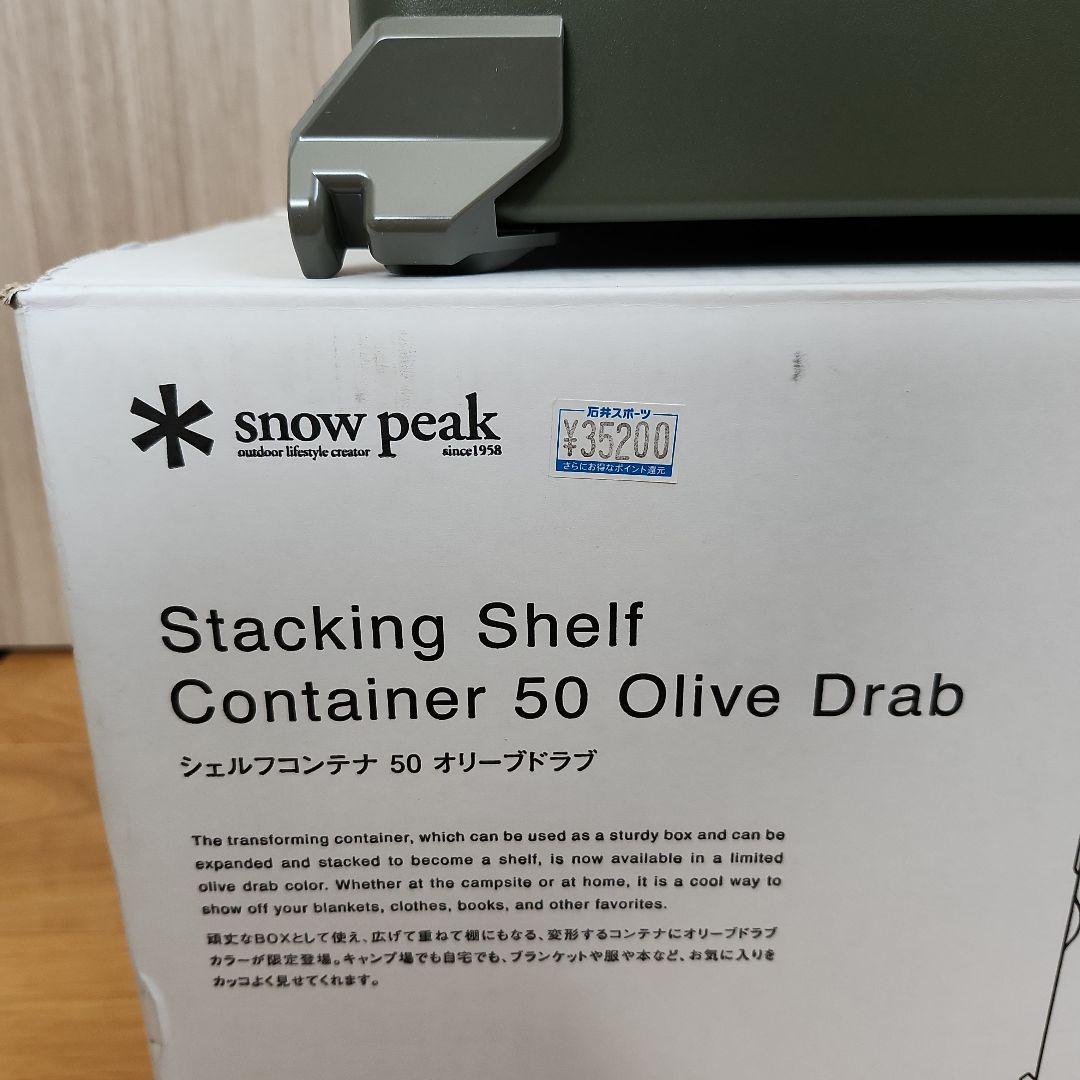 snow peak
outdoor lifestyle creator since1958
石井スポーツ
¥35200
さらにお得なポイント還元
Stacking Shelf
Container 50 Olive Drab
シェルフコンテナ 50 オリーブドラブ
The transforming container, which can be used as a sturdy box and can be
expanded and stacked to become a shelf, is now available in a limited
olive drab color. Whether at the campsite or at home, it is a cool way to
show off your blankets, clothes, books, and other favorites.
頑丈なBOXとして使え、広げて重ねて棚にもなる、変形するコンテナにオリーブドラブ
カラーが限定登場。キャンプ場でも自宅でも、ブランケットや服や本など、お気に入りを
カッコよく見せてくれます。